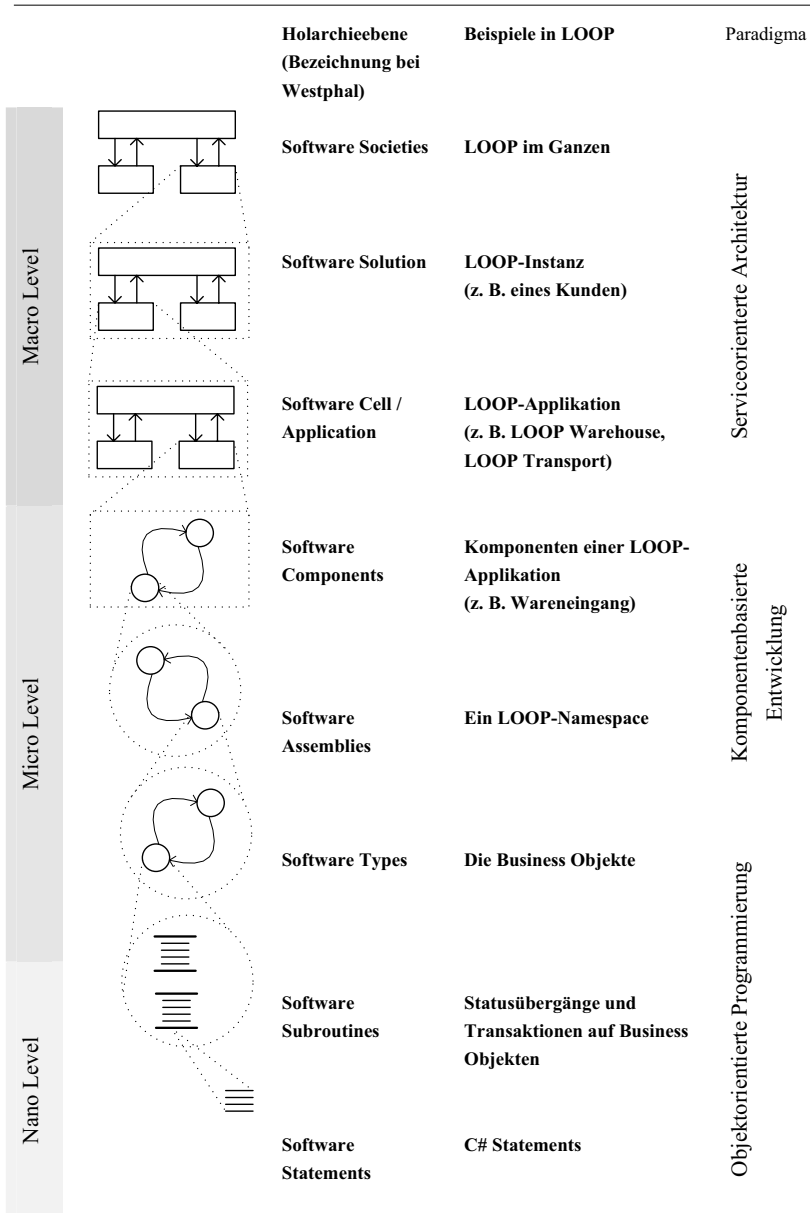 Holarchieebene
(Bezeichnung bei
Westphal)
Beispiele in LOOP
Paradigma
Macro Level
Software Societies
LOOP im Ganzen
Software Solution
LOOP-Instanz
(z. B. eines Kunden)
Software Cell /
Application
LOOP-Applikation
(z. B. LOOP Warehouse,
LOOP Transport)
Serviceorienterte Architektur
Micro Level
Software
Components
Komponenten einer LOOP-
Applikation
(z. B. Wareneingang)
Software
Assemblies
Ein LOOP-Namespace
Komponentenbasierte
Entwicklung
Software Types
Die Business Objekte
Nano Level
Software
Subroutines
Statusübergänge und
Transaktionen auf Business
Objekten
Software
Statements
C# Statements
Objektorientierte Programmierung